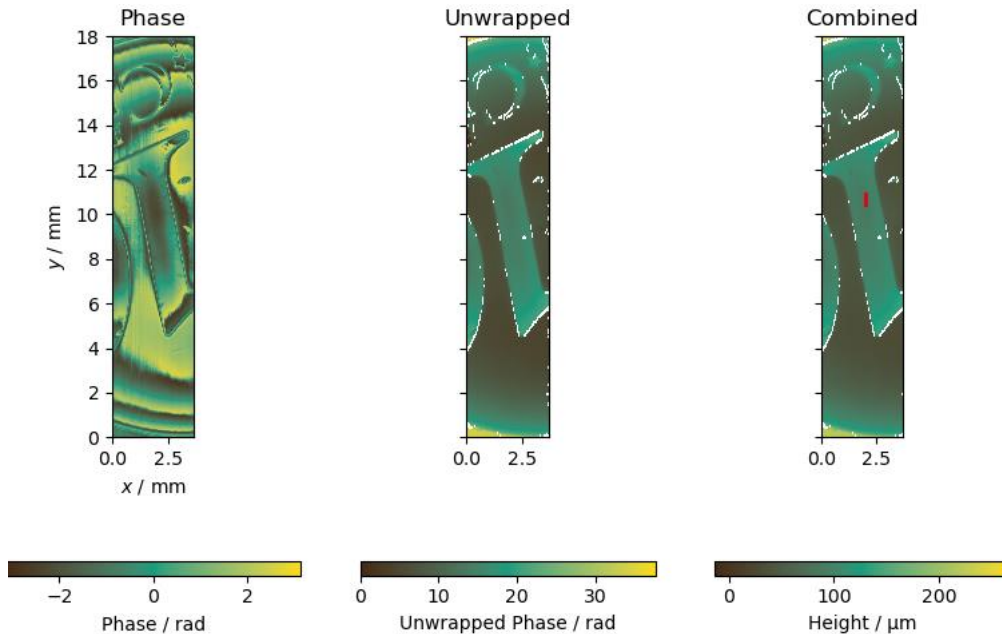 Phase
Unwrapped
Combined
18
16
14
12
10
8
6
4
2
0
y / mm
0.0 2.5
0.0 2.5
0.0 2.5
x / mm
−2 0 2
0 10 20 30
0 100 200
Phase / rad
Unwrapped Phase / rad
Height / μm